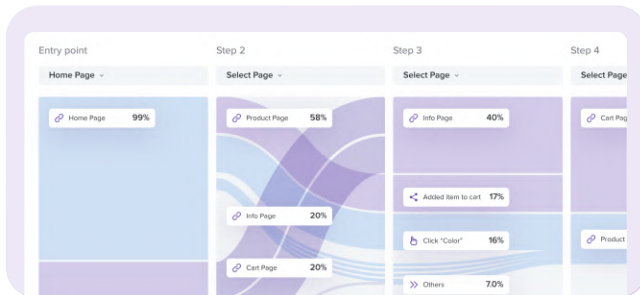 Entry point
Step 2
Step 3
Step 4
Home Page
Select Page
Select Page
Select Page
Home Page 99%
Product Page 58%
Info Page 40%
Cart Pag
Added item to cart 17%
Info Page 20%
Click "Color" 16%
Product
Cart Page 20%
Others 7.0%